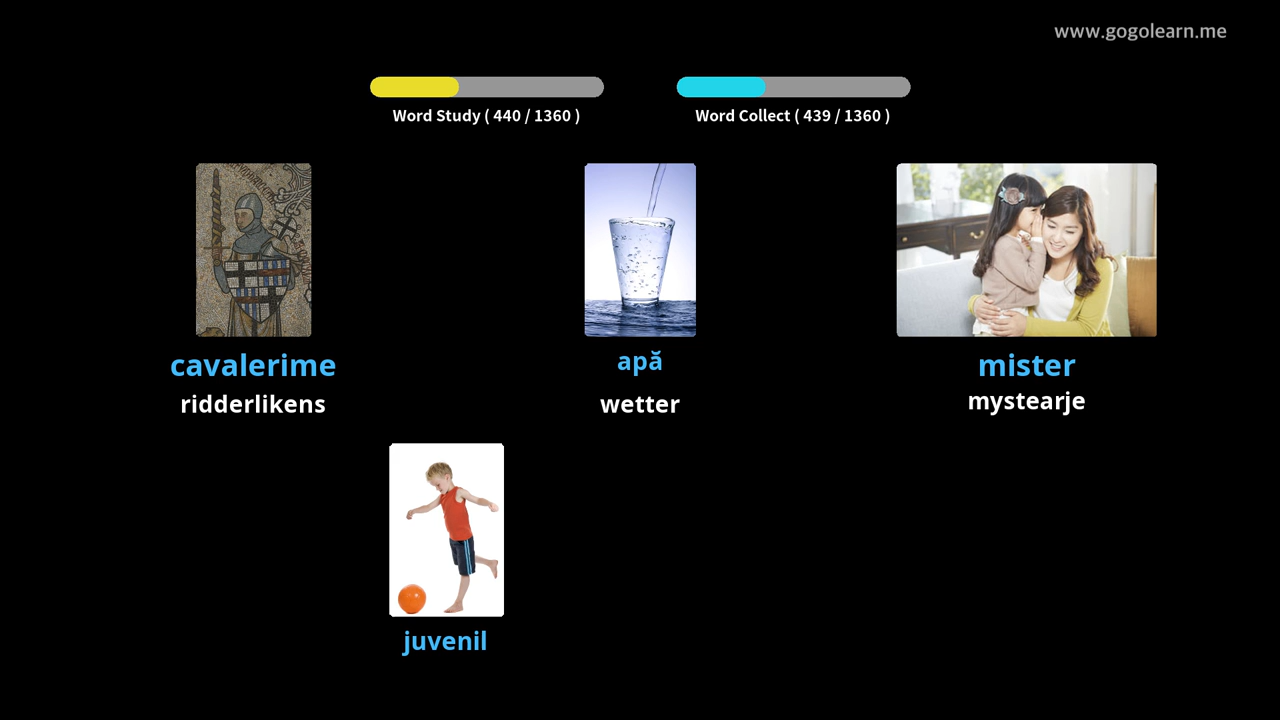 www.gogolearn.me
Word Study ( 440 / 1360 )
Word Collect ( 439 / 1360 )
cavalerime
ridderlikens
apă
wetter
mister
mystearje
juvenil